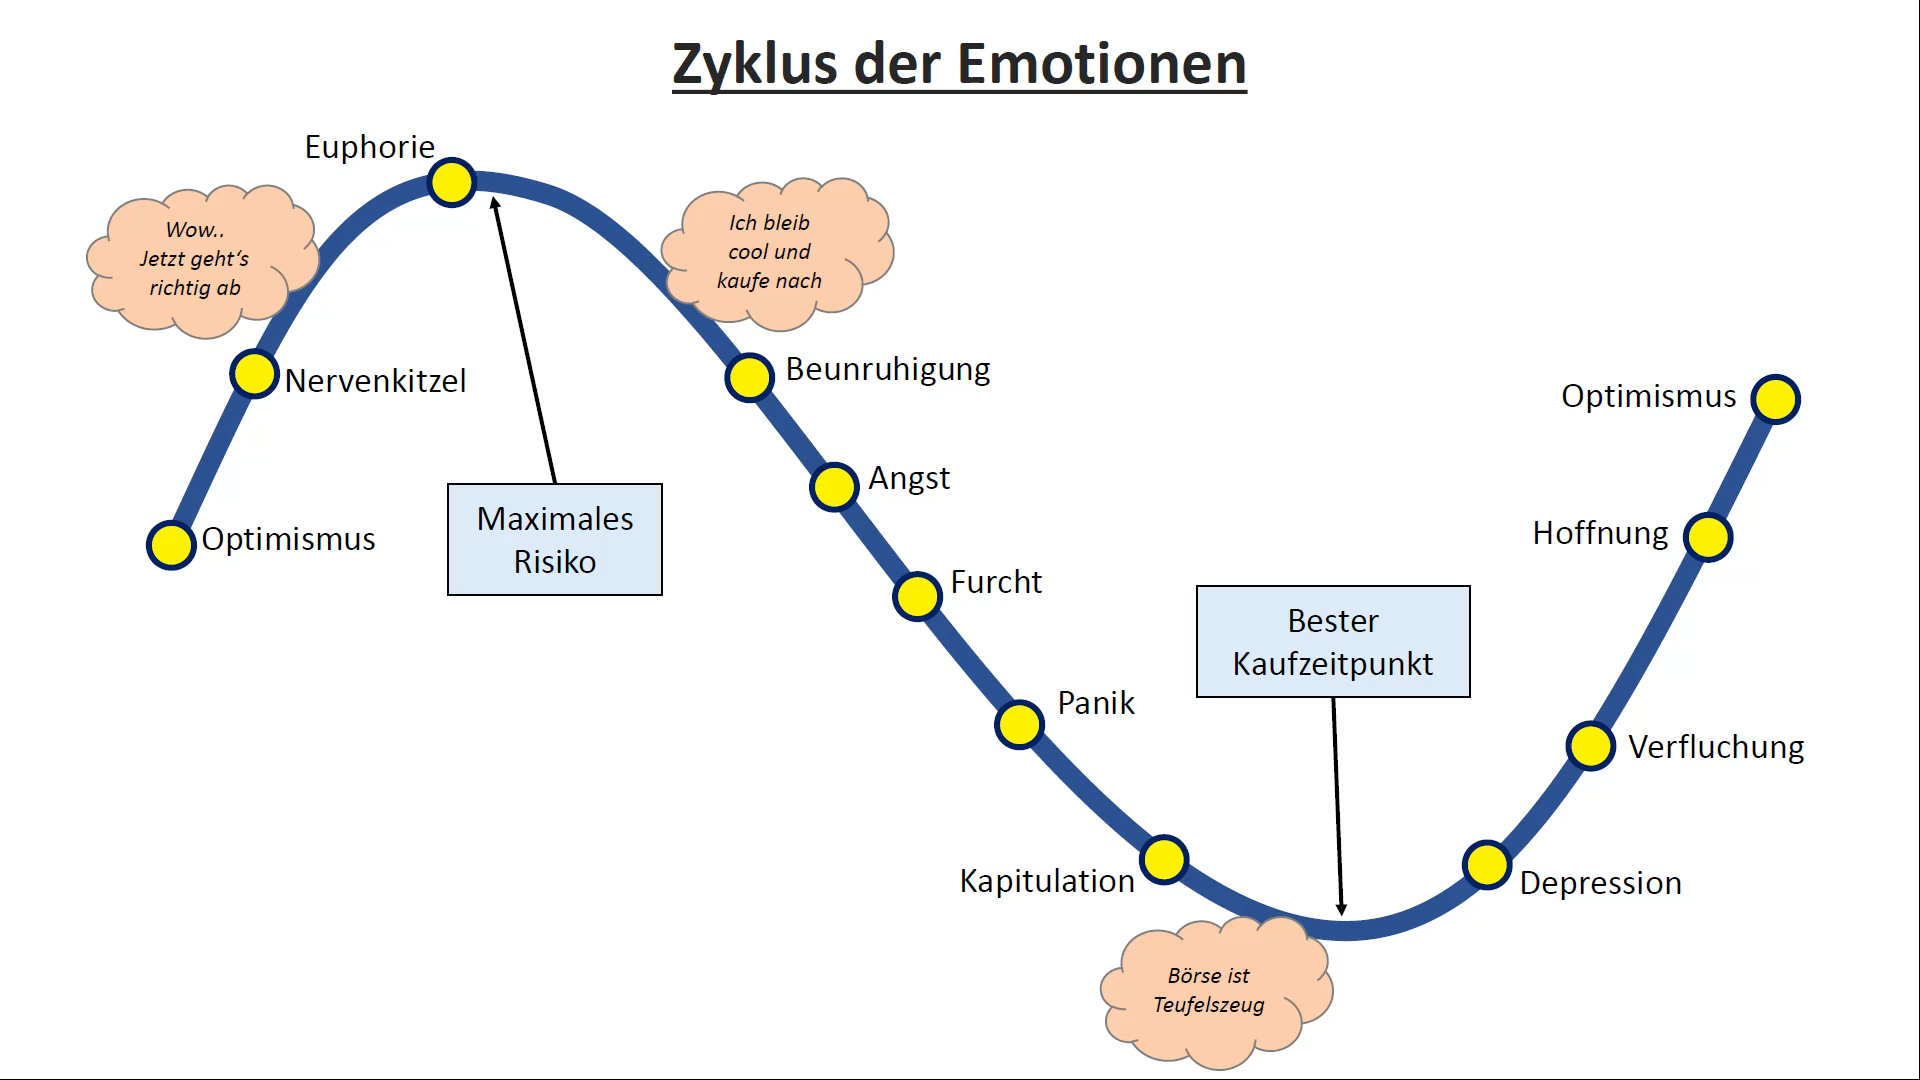 Zyklus der Emotionen
Euphorie
Wow..
Jetzt geht's
richtig ab
Ich bleib
cool und
kaufe nach
Nervenkitzel
Beunruhigung
Optimismus
Optimismus
Angst
Maximales
Risiko
Hoffnung
Furcht
Bester
Kaufzeitpunkt
Panik
Verfluchung
Kapitulation
Depression
Börse ist
Teufelszeug